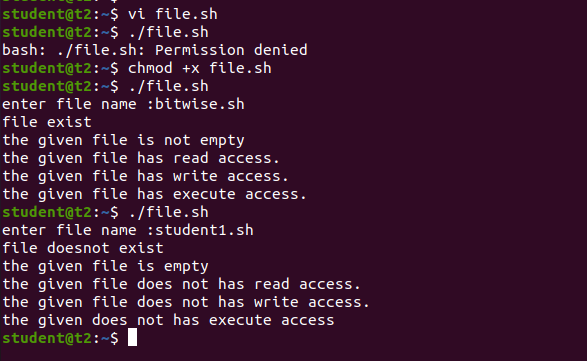 student@t2:~$ vi file.sh
student@t2:~$ ./file.sh
bash: ./file.sh: Permission denied
student@t2:~$ chmod +x file.sh
student@t2:~$ ./file.sh
enter file name :bitwise.sh
file exist
the given file is not empty
the given file has read access.
the given file has write access.
the given file has execute access.
student@t2:~$ ./file.sh
enter file name :student1.sh
file doesnot exist
the given file is empty
the given file does not has read access.
the given file does not has write access.
the given does not has execute access
student@t2:~$